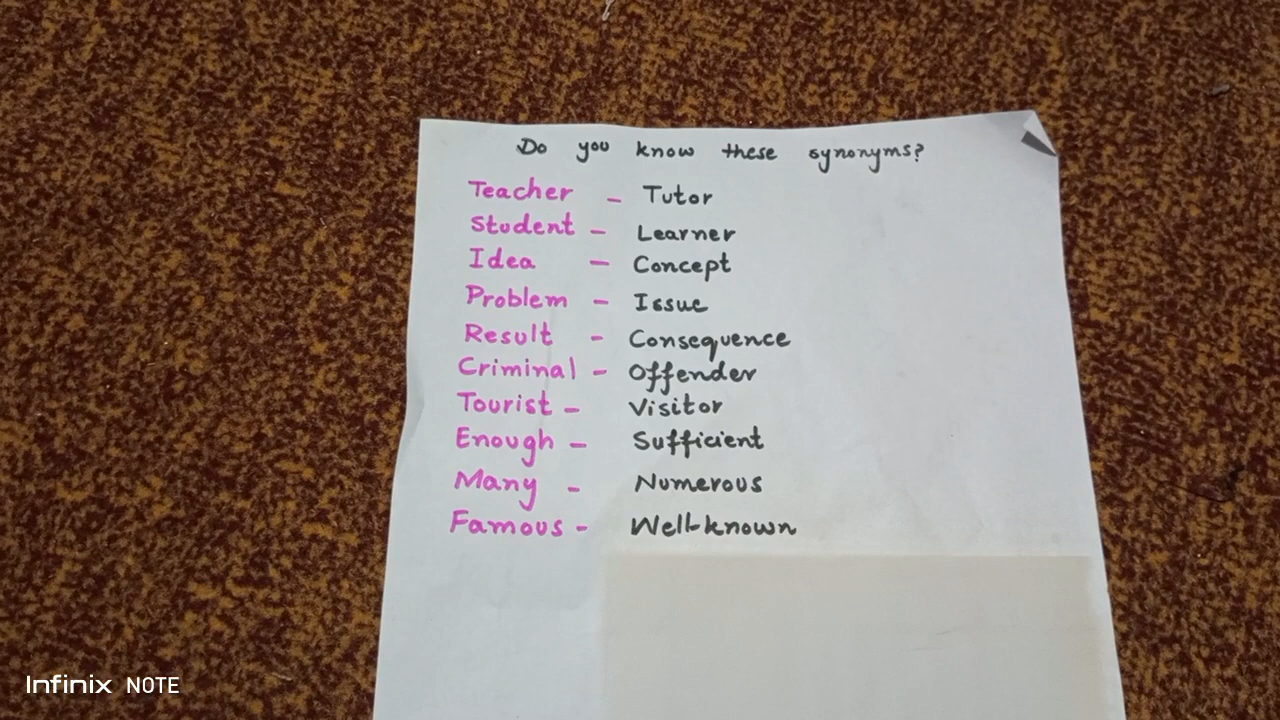 Do you know these synonyms?
Teacher - Tutor
Student - Learner
Idea - Concept
Problem - Issue
Result - Consequence
Criminal - Offender
Tourist - Visitor
Enough - Sufficient
Many - Numerous
Famous - Well-known
Infinix NOTE